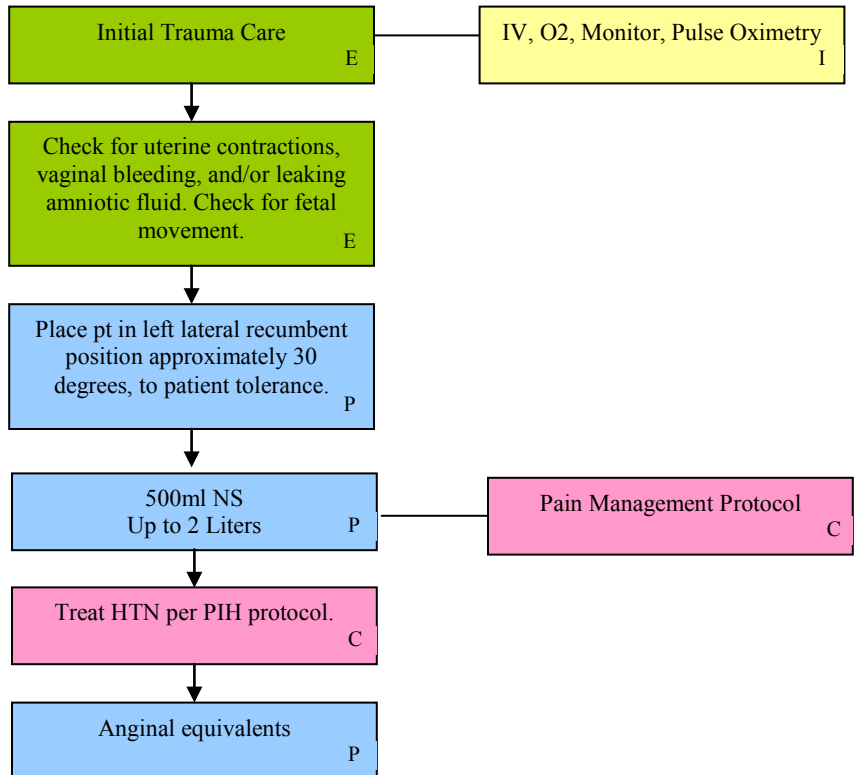 Initial Trauma Care
E
IV, O2, Monitor, Pulse Oximetry
I
Check for uterine contractions,
vaginal bleeding, and/or leaking
amniotic fluid. Check for fetal
movement.
E
Place pt in left lateral recumbent
position approximately 30
degrees, to patient tolerance.
P
500ml NS
Up to 2 Liters
P
Pain Management Protocol
C
Treat HTN per PIH protocol.
C
Anginal equivalents
P